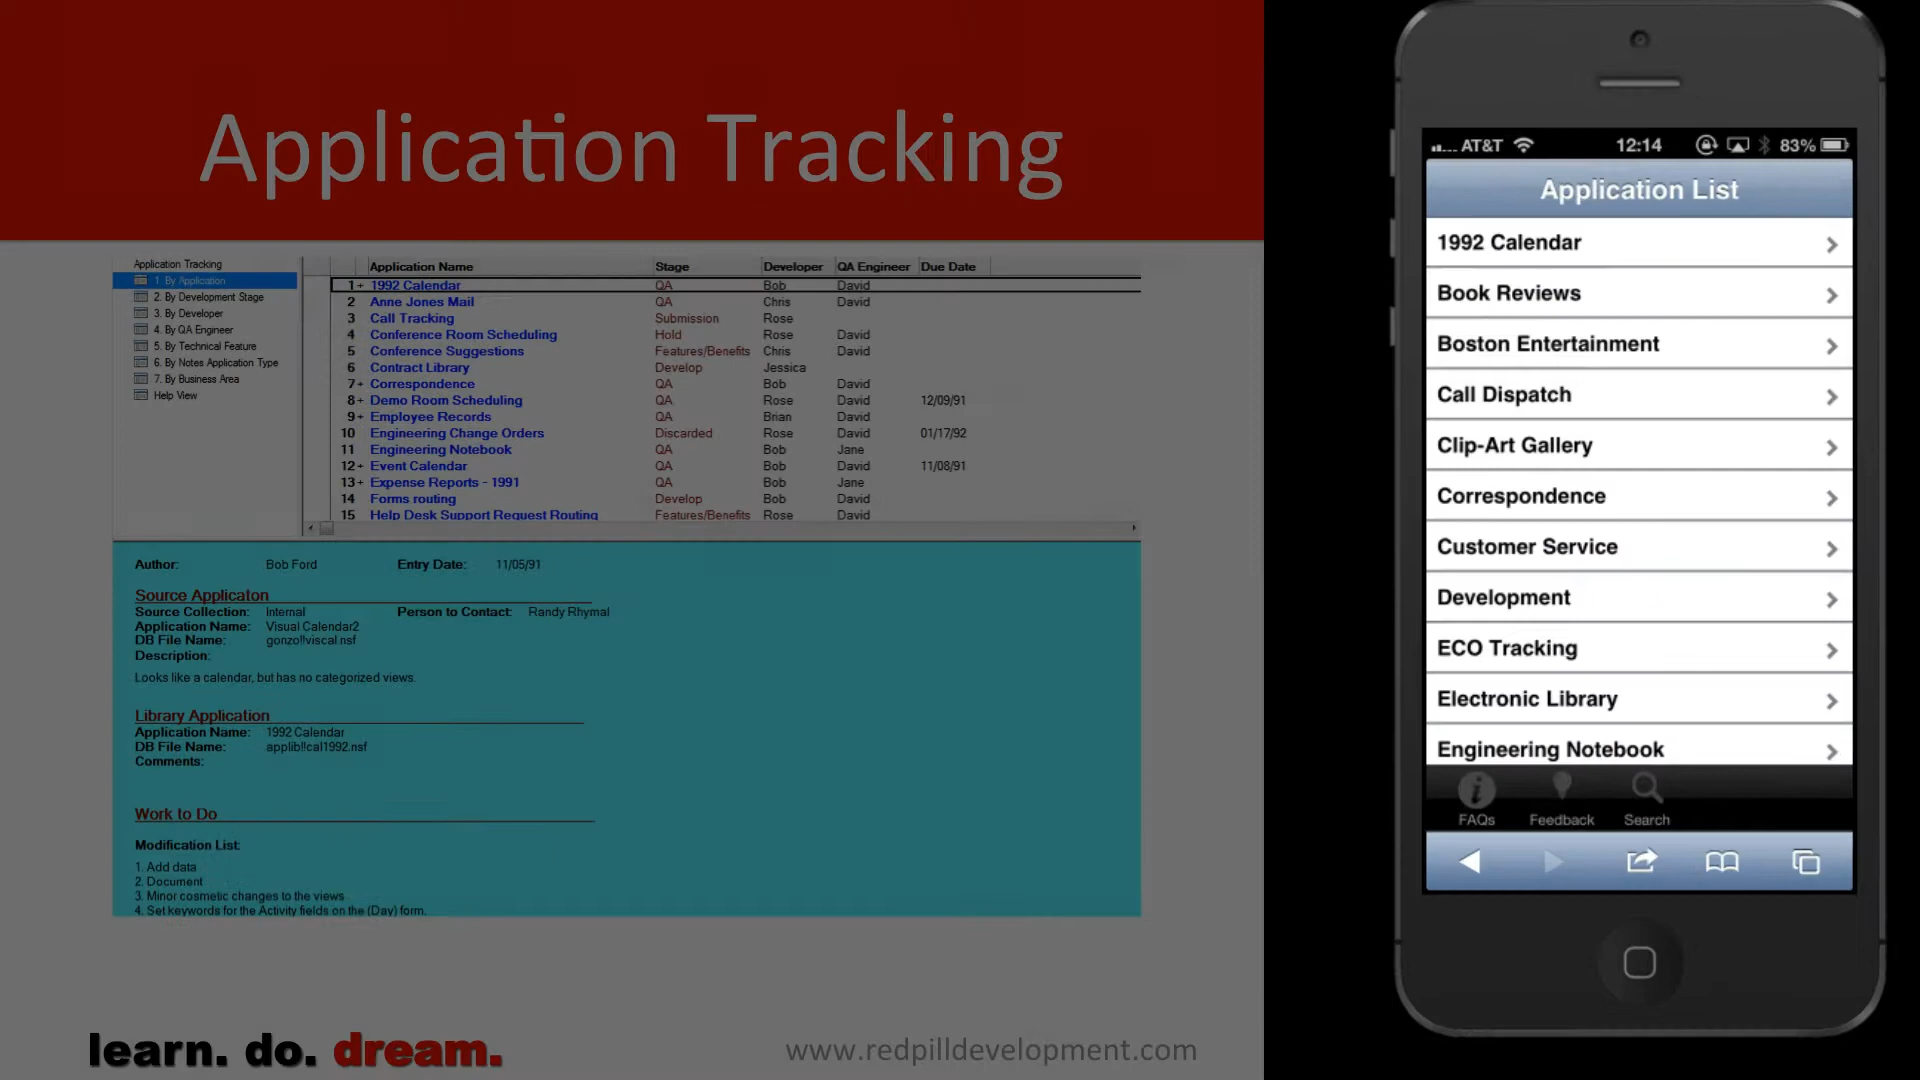 Application Tracking
Application Tracking
1. By Application
2. By Development Stage
3. By Developer
4. By QA Engineer
5. By Technical Feature
6. By Notes Application Type
7. By Business Area
Help View
Application Name Stage Developer QA Engineer Due Date
1+ 1992 Calendar QA Bob David
2 Anne Jones Mail QA Chris David
3 Call Tracking Submission Rose
4 Conference Room Scheduling Hold Rose David
5 Conference Suggestions Features/Benefits Chris David
6 Contract Library Develop Jessica
7+ Correspondence QA Bob David
8+ Demo Room Scheduling QA Rose David 12/09/91
9+ Employee Records QA Brian David
10 Engineering Change Orders Discarded Rose David 01/17/92
11 Engineering Notebook QA Bob Jane
12+ Event Calendar QA Bob David 11/08/91
13+ Expense Reports - 1991 QA Bob Jane
14 Forms routing Develop Bob David
15 Help Desk Support Request Routing Features/Benefits Rose David
Author: Bob Ford Entry Date: 11/05/91
Source Applicaton
Source Collection: Internal Person to Contact: Randy Rhymal
Application Name: Visual Calendar2
DB File Name: gonzo!!viscal.nsf
Description:
Looks like a calendar, but has no categorized views.
Library Application
Application Name: 1992 Calendar
DB File Name: applib!!cal1992.nsf
Comments:
Work to Do
Modification List:
1. Add data
2. Document
3. Minor cosmetic changes to the views
4. Set keywords for the Activity fields on the (Day) form.
learn. do. dream.
www.redpilldevelopment.com
AT&T 12:14 83%
Application List
1992 Calendar
Book Reviews
Boston Entertainment
Call Dispatch
Clip-Art Gallery
Correspondence
Customer Service
Development
ECO Tracking
Electronic Library
Engineering Notebook
FAQs Feedback Search